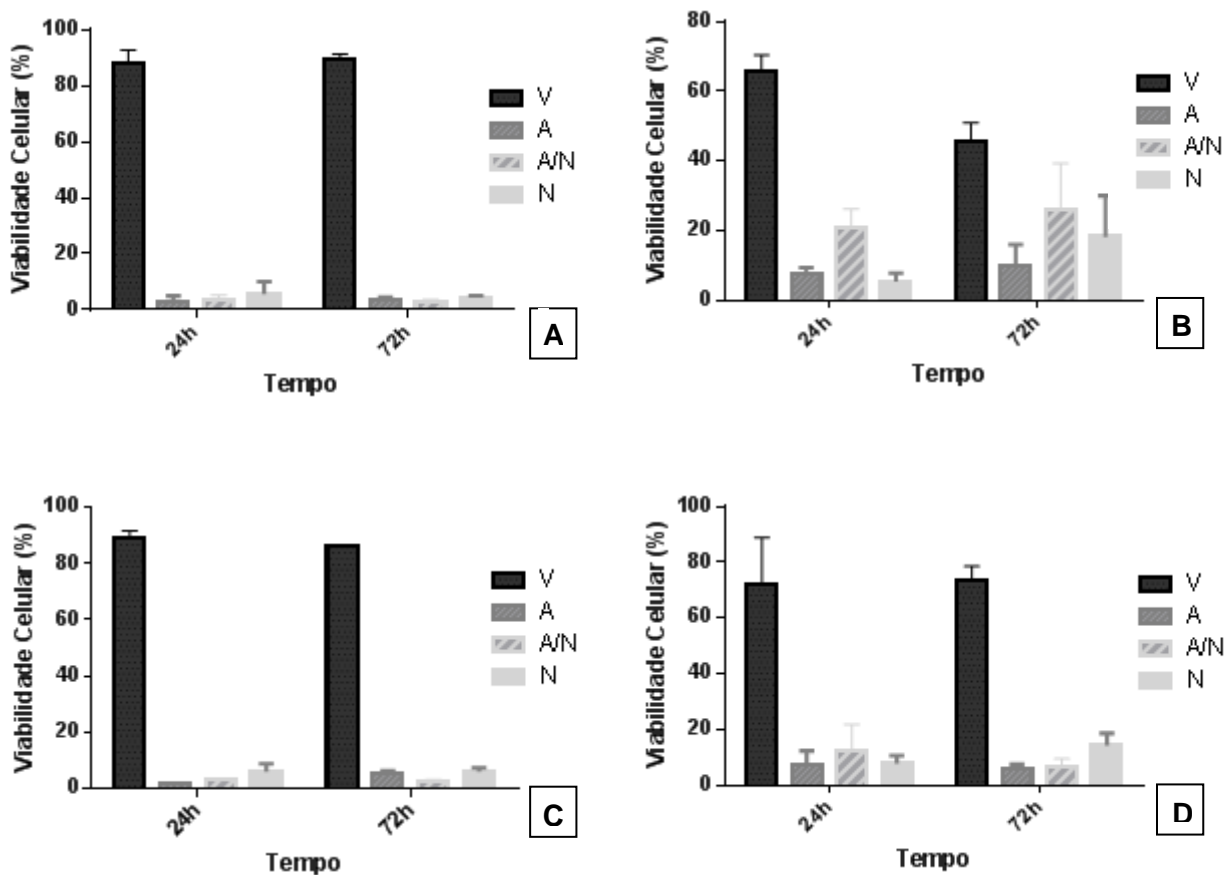 Viabilidade Celular (%)
100
80
60
40
20
0
24h
72h
Tempo
V
A
A/N
N
A
Viabilidade Celular (%)
80
60
40
20
0
24h
72h
Tempo
V
A
A/N
N
B
Viabilidade Celular (%)
100
80
60
40
20
0
24h
72h
Tempo
V
A
A/N
N
C
Viabilidade Celular (%)
100
80
60
40
20
0
24h
72h
Tempo
V
A
A/N
N
D